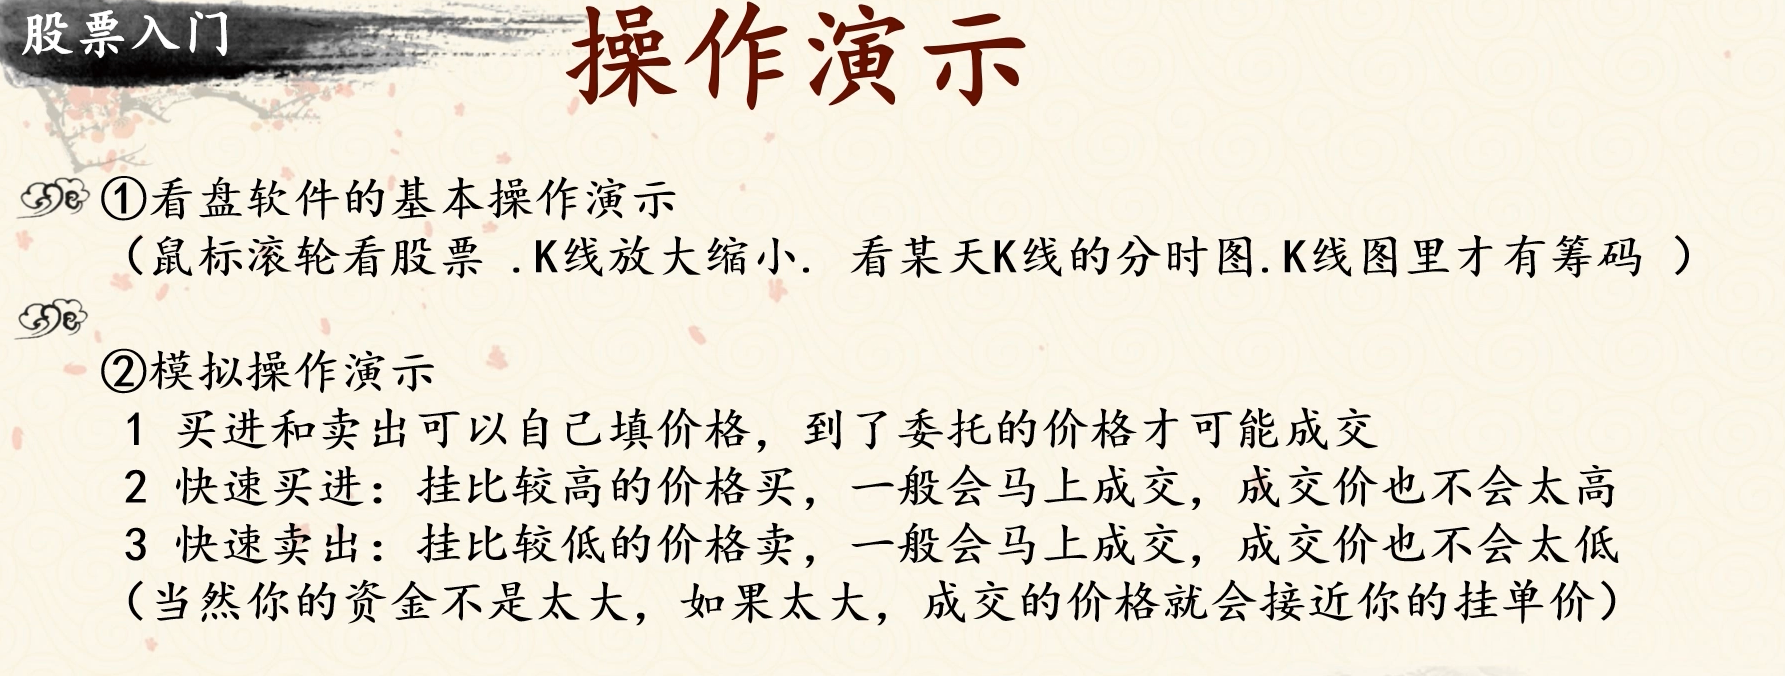 股票入门
操作演示
①看盘软件的基本操作演示
（鼠标滚轮看股票 .K线放大缩小. 看某天K线的分时图.K线图里才有筹码 ）
②模拟操作演示
1 买进和卖出可以自己填价格，到了委托的价格才可能成交
2 快速买进：挂比较高的价格买，一般会马上成交，成交价也不会太高
3 快速卖出：挂比较低的价格卖，一般会马上成交，成交价也不会太低
（当然你的资金不是太大，如果太大，成交的价格就会接近你的挂单价）